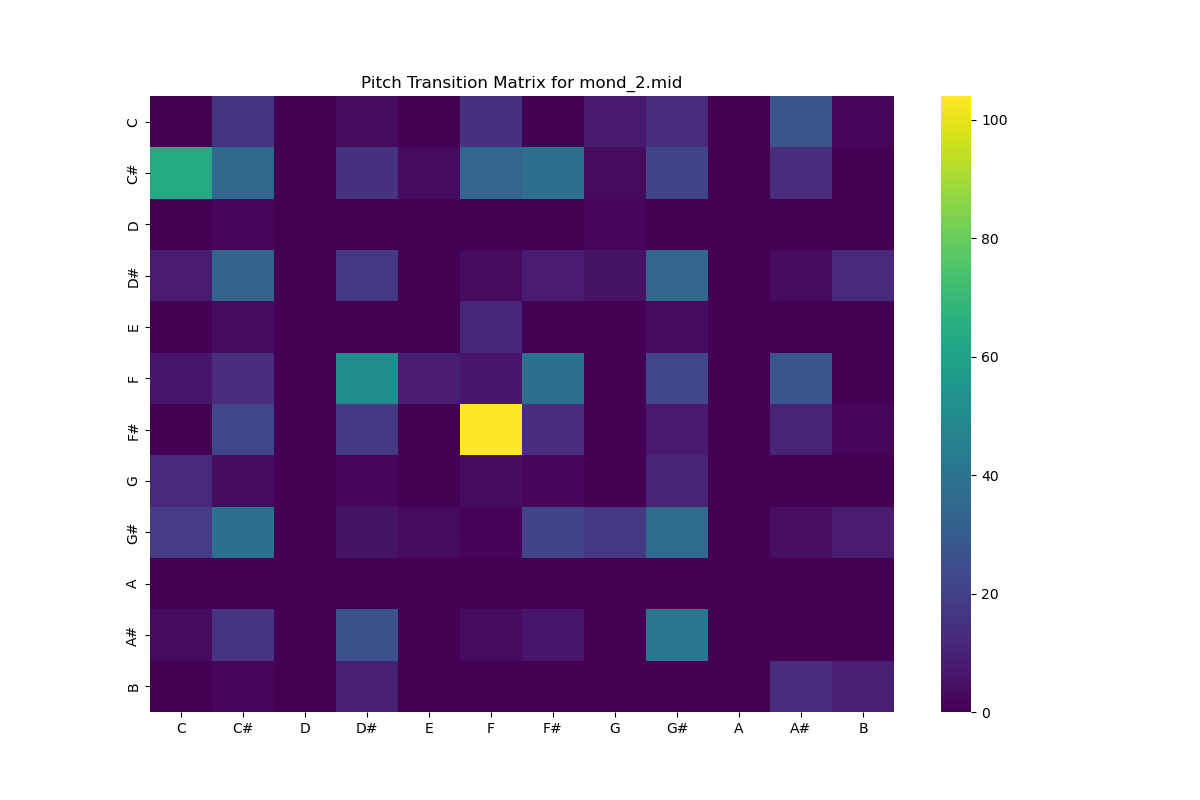 Pitch Transition Matrix for mond_2.mid
C
C#
D
D#
E
F
F#
G
G#
A
A#
B
C C# D D# E F F# G G# A A# B
100
80
60
40
20
0